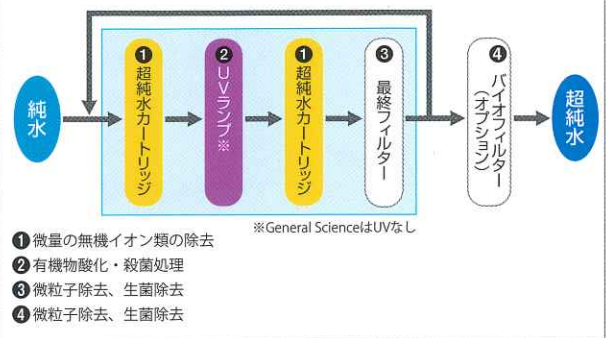 純水
❶超純水カートリッジ
❷UVランプ※
❶超純水カートリッジ
❸最終フィルター
❹バイオフィルター
(オプション)
超純水
※General ScienceはUVなし
❶微量の無機イオン類の除去
❷有機物酸化・殺菌処理
❸微粒子除去、生菌除去
❹微粒子除去、生菌除去